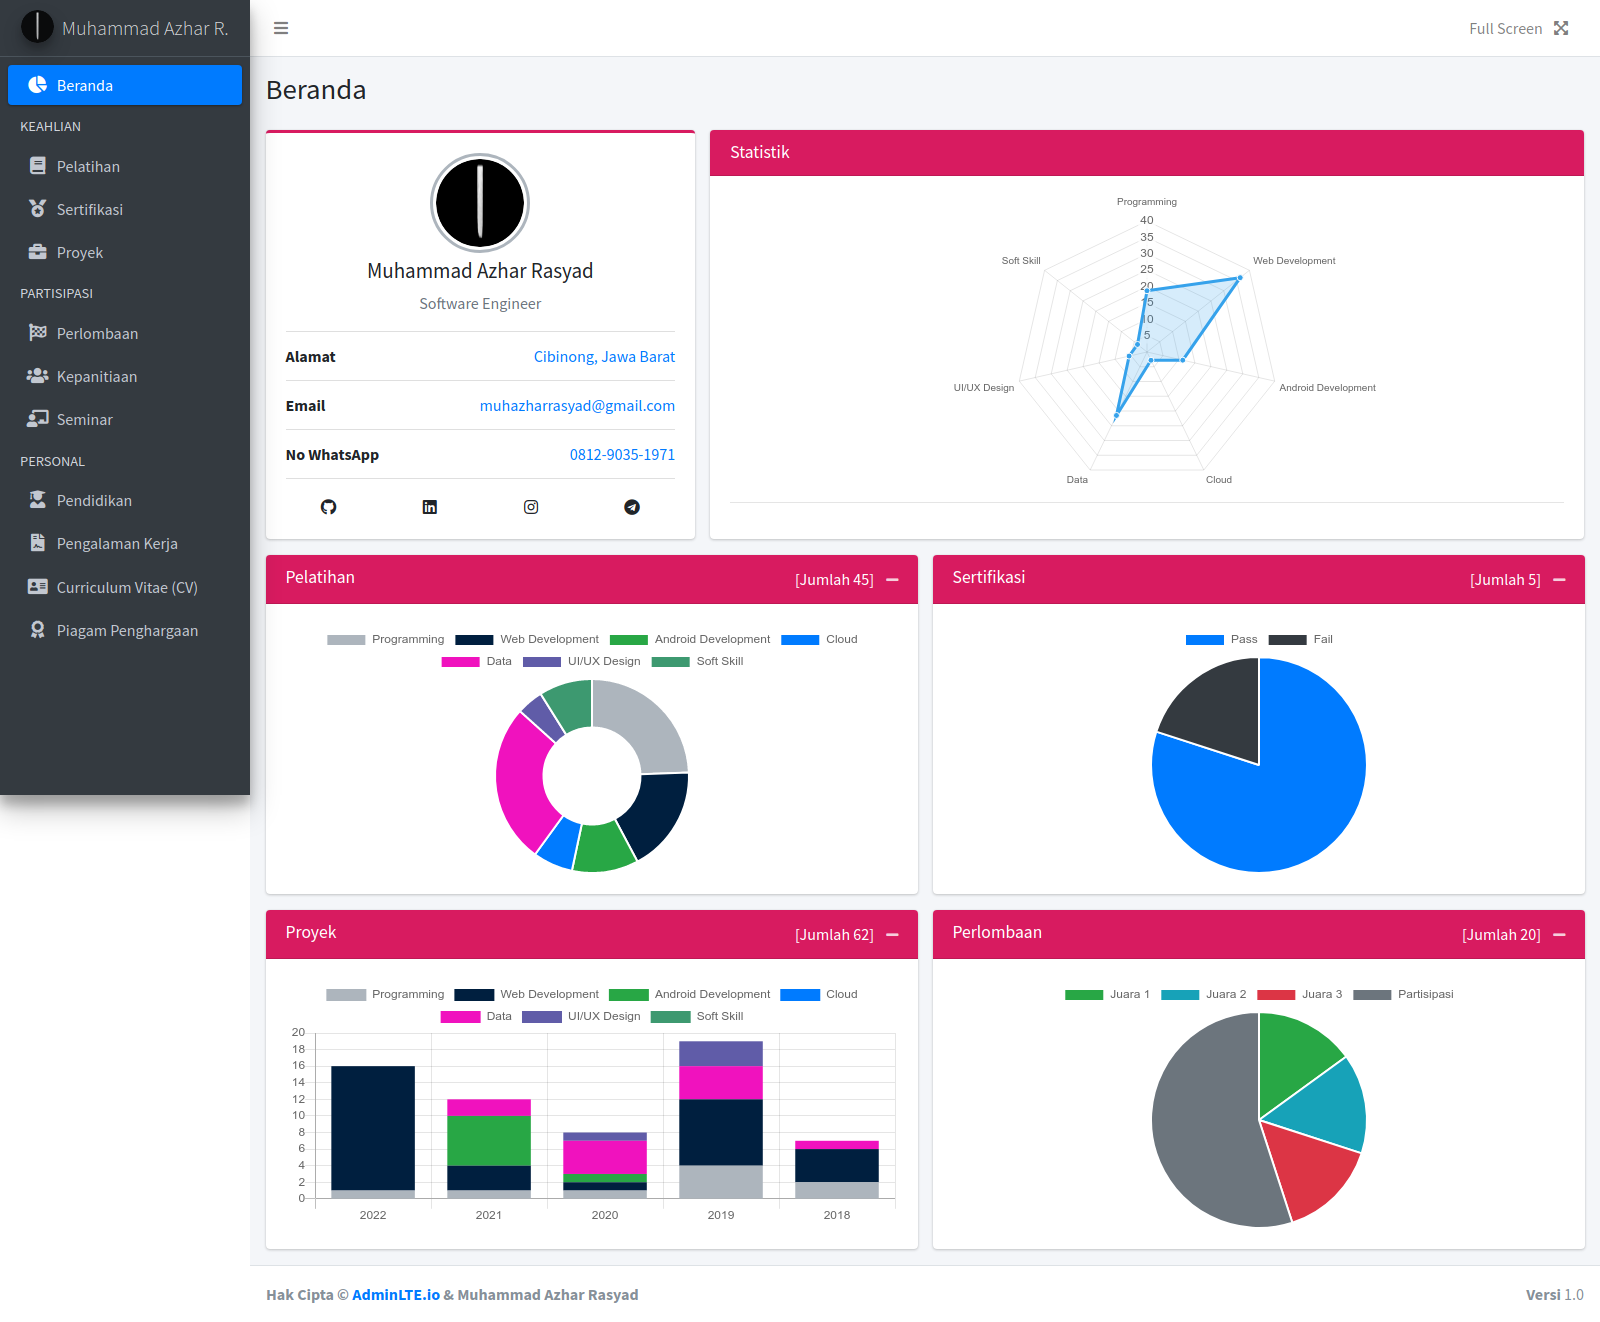 Muhammad Azhar R.
Full Screen
Beranda
KEAHLIAN
Pelatihan
Sertifikasi
Proyek
PARTISIPASI
Perlombaan
Kepanitiaan
Seminar
PERSONAL
Pendidikan
Pengalaman Kerja
Curriculum Vitae (CV)
Piagam Penghargaan
Beranda
Muhammad Azhar Rasyad
Software Engineer
Alamat Cibinong, Jawa Barat
Email muhazharrasyad@gmail.com
No WhatsApp 0812-9035-1971
Statistik
Programming
40
35
30
25
20
15
10
5
Soft Skill
Web Development
UI/UX Design
Android Development
Data
Cloud
Pelatihan [Jumlah 45]
Programming Web Development Android Development Cloud
Data UI/UX Design Soft Skill
Sertifikasi [Jumlah 5]
Pass Fail
Proyek [Jumlah 62]
Programming Web Development Android Development Cloud
Data UI/UX Design Soft Skill
20
18
16
14
12
10
8
6
4
2
0
2022 2021 2020 2019 2018
Perlombaan [Jumlah 20]
Juara 1 Juara 2 Juara 3 Partisipasi
Hak Cipta © AdminLTE.io & Muhammad Azhar Rasyad
Versi 1.0